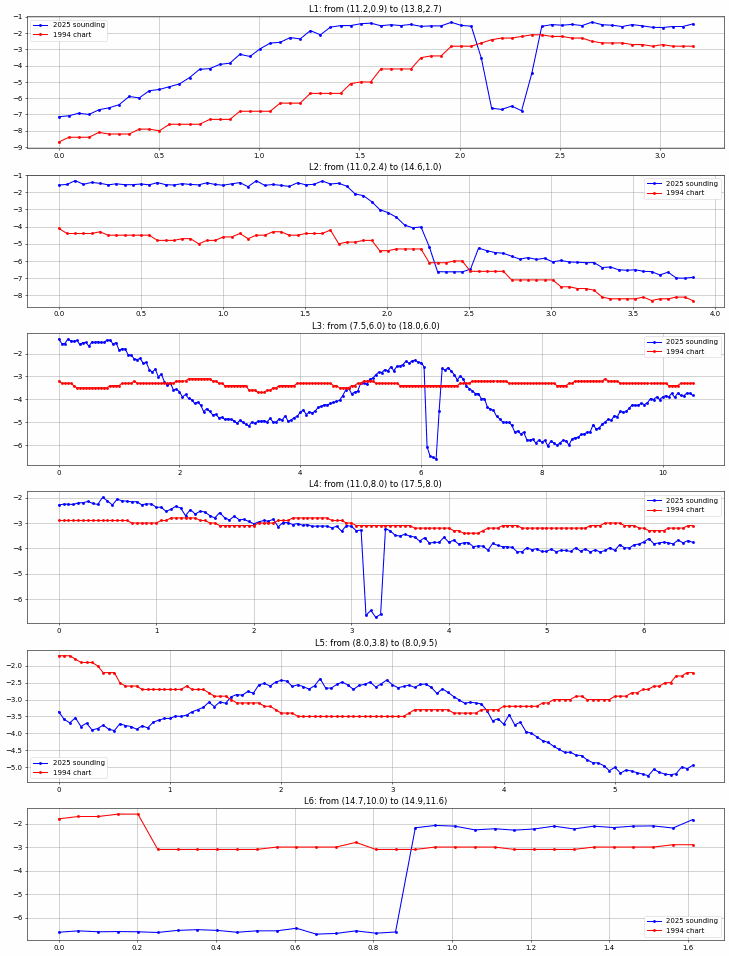 L1: from (11.2,0.9) to (13.8,2.7)
−1
−2
−3
−4
−5
−6
−7
−8
−9
2025 sounding
1994 chart
0.0 0.5 1.0 1.5 2.0 2.5 3.0
L2: from (11.0,2.4) to (14.6,1.0)
−1
−2
−3
−4
−5
−6
−7
−8
2025 sounding
1994 chart
0.0 0.5 1.0 1.5 2.0 2.5 3.0 3.5 4.0
L3: from (7.5,6.0) to (18.0,6.0)
−2
−3
−4
−5
−6
2025 sounding
1994 chart
0 2 4 6 8 10
L4: from (11.0,8.0) to (17.5,8.0)
−2
−3
−4
−5
−6
2025 sounding
1994 chart
0 1 2 3 4 5 6
L5: from (8.0,3.8) to (8.0,9.5)
−2.0
−2.5
−3.0
−3.5
−4.0
−4.5
−5.0
2025 sounding
1994 chart
0 1 2 3 4 5
L6: from (14.7,10.0) to (14.9,11.6)
−2
−3
−4
−5
−6
2025 sounding
1994 chart
0.0 0.2 0.4 0.6 0.8 1.0 1.2 1.4 1.6